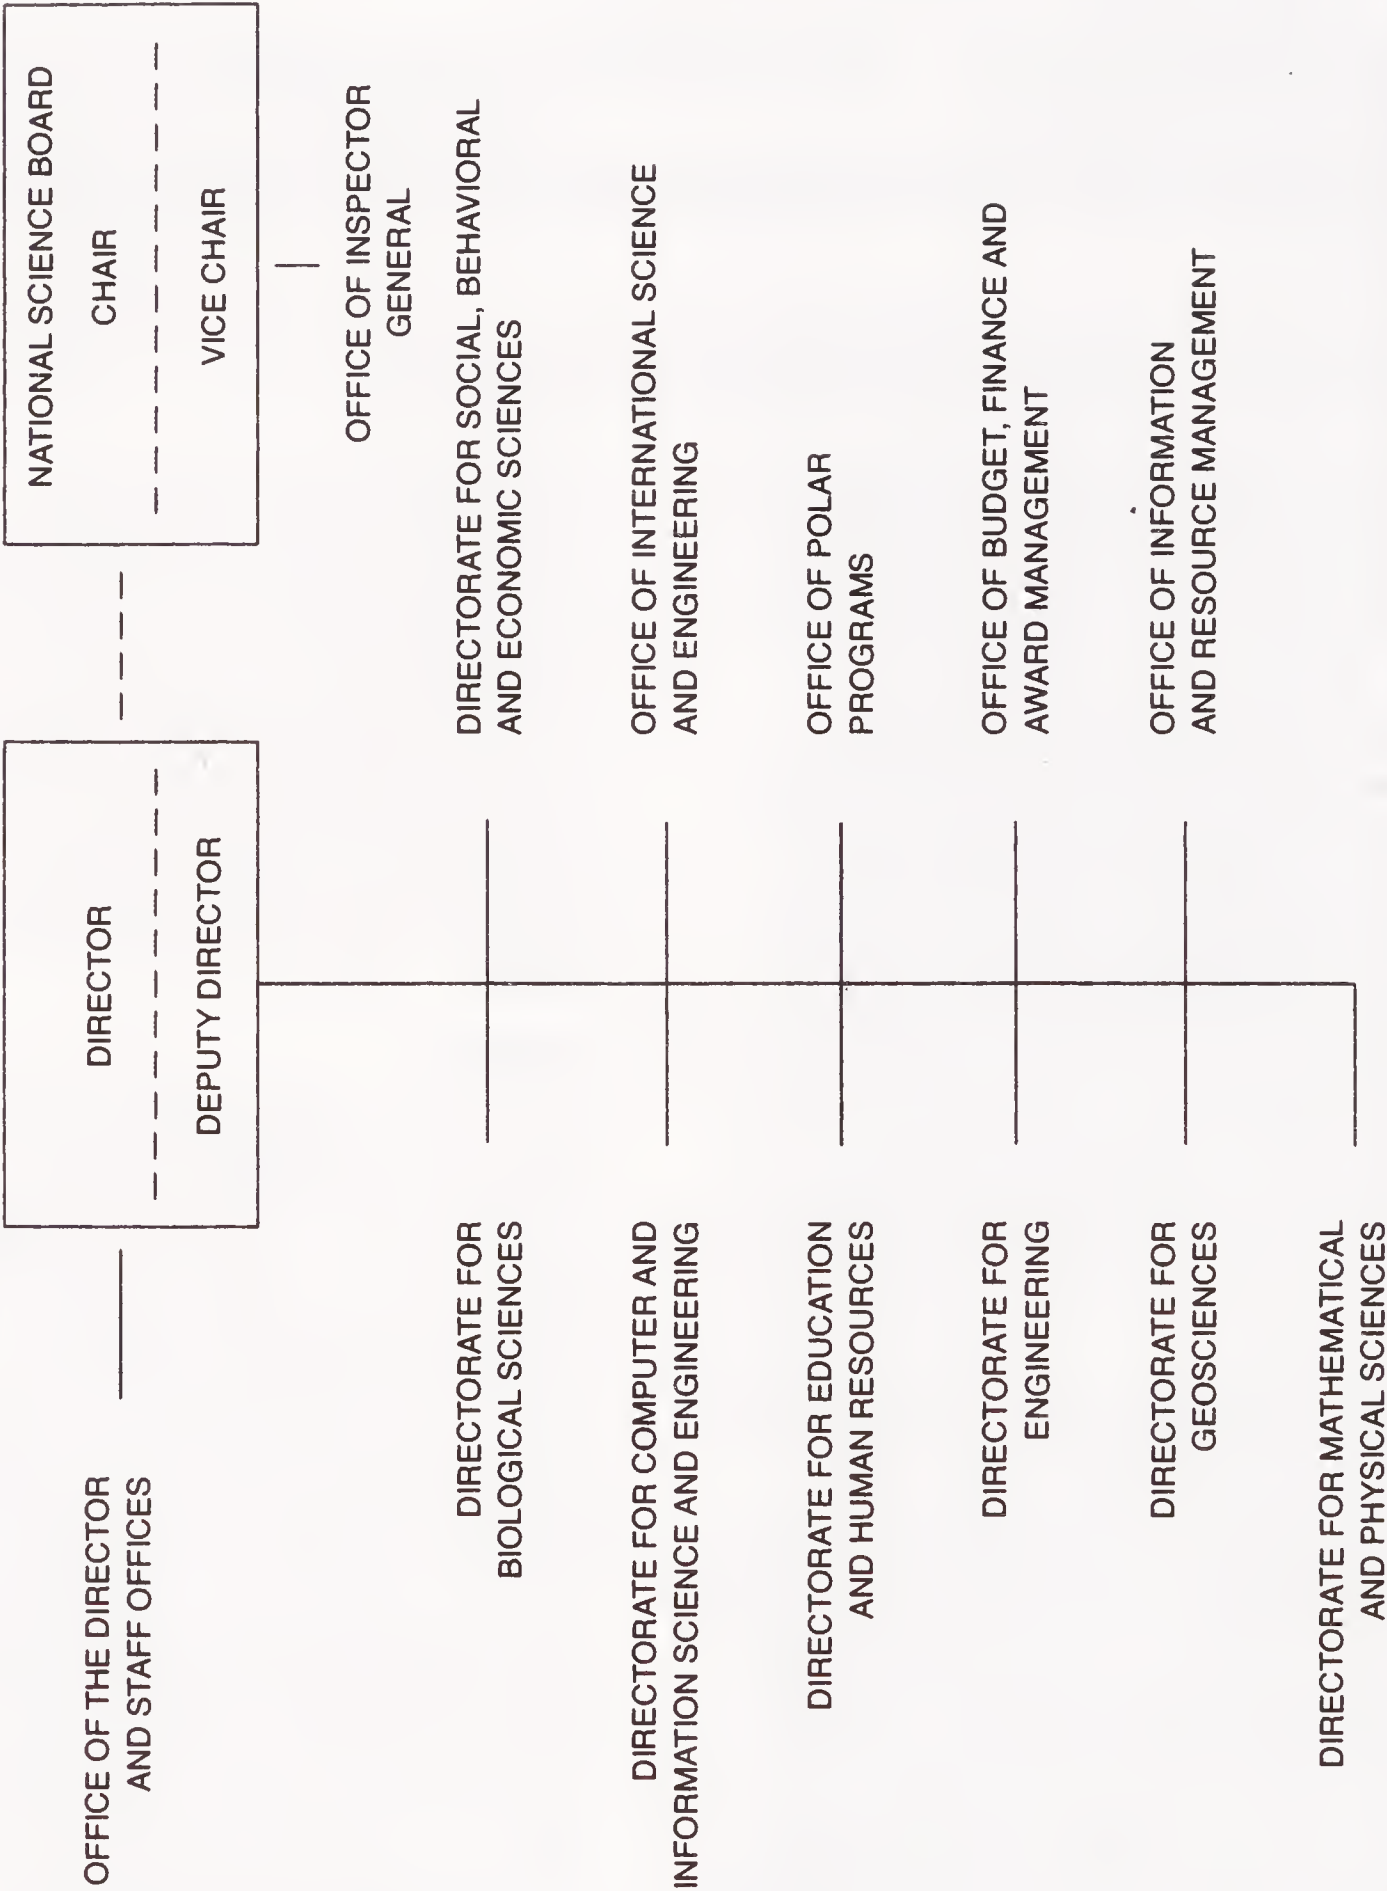 OFFICE OF THE DIRECTOR
AND STAFF OFFICES
DIRECTOR
DEPUTY DIRECTOR
NATIONAL SCIENCE BOARD
CHAIR
VICE CHAIR
OFFICE OF INSPECTOR
GENERAL
DIRECTORATE FOR
BIOLOGICAL SCIENCES
DIRECTORATE FOR SOCIAL, BEHAVIORAL
AND ECONOMIC SCIENCES
DIRECTORATE FOR COMPUTER AND
INFORMATION SCIENCE AND ENGINEERING
OFFICE OF INTERNATIONAL SCIENCE
AND ENGINEERING
DIRECTORATE FOR EDUCATION
AND HUMAN RESOURCES
OFFICE OF POLAR
PROGRAMS
DIRECTORATE FOR
ENGINEERING
OFFICE OF BUDGET, FINANCE AND
AWARD MANAGEMENT
DIRECTORATE FOR
GEOSCIENCES
OFFICE OF INFORMATION
AND RESOURCE MANAGEMENT
DIRECTORATE FOR MATHEMATICAL
AND PHYSICAL SCIENCES